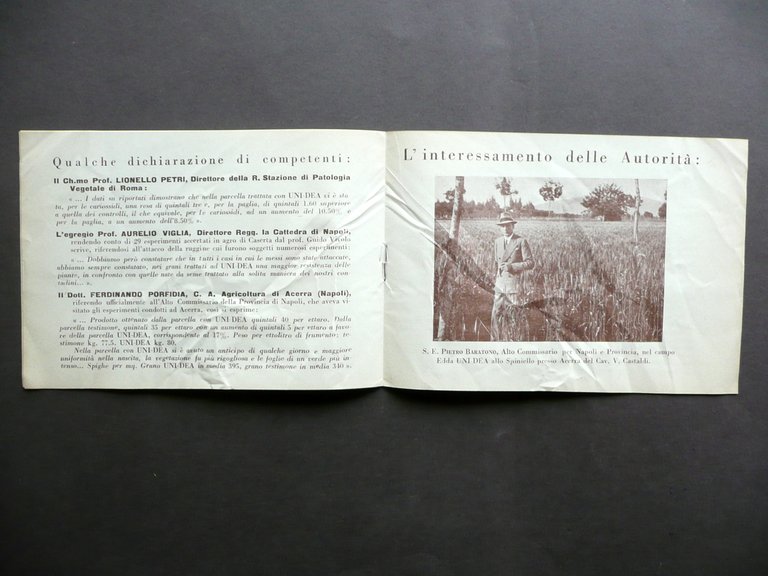 Qualche dichiarazione di competenti :
Il Ch.mo Prof. LIONELLO PETRI, Direttore della R. Stazione di Patologia
Vegetale di Roma :
« ... I dati su riportati dimostrano che nella parcella trattata con UNI-DEA vi è sta-
ta, per le cariossidi, una resa di quintali tre e, per la paglia, di quintali 1.60 superiore
a quella dei controlli, il che equivale, per le cariossidi, ad un aumento del 10.50% e
per la paglia, a un aumento dell'8.50% ».
L'egregio Prof. AURELIO VIGLIA, Direttore Regg. la Cattedra di Napoli,
rendendo conto di 29 esperimenti accertati in agro di Caserta dal prof. Guido
scrive, riferendosi all'attacco della ruggine cui furono soggetti numerosi esperimenti:
« ... Dobbiamo però constatare che in tutti i casi in cui le messi sono state attaccate,
abbiamo sempre constatato, nei grani trattati ad UNI-DEA una maggior resistenza delle
piante, in confronto con quelle nate da seme trattato alla solita maniera dei nostri con-
tadini ».
Il Dott. FERDINANDO PORFIDIA, C. A. Agricoltura di Acerra (Napoli),
riferendo ufficialmente all'Alto Commissario della Provincia di Napoli, che aveva vi-
sitato gli esperimenti condotti ad Acerra, così si esprime:
« ... Prodotto ottenuto dalla parcella con UNI-DEA quintali 40 per ettaro. Dalla
parcella testimone, quintali 35 per ettaro con un aumento di quintali 5 per ettaro a favo-
re della parcella UNI-DEA, corrispondente al 17%. Peso per ettolitro di frumento; te-
stimone kg. 77.5. UNI-DEA kg. 80.
Nella parcella con UNI-DEA si è avuto un anticipo di qualche giorno e maggiore
uniformità nella nascita, la vegetazione fu più rigogliosa e le foglie di un verde più in-
tenso... Spighe per mq. Grano UNI-DEA in media 395, grano testimone in media 340 ».
L'interessamento delle Autorità :
S. E. Pietro Baratono, Alto Commissario per Napoli e Provincia, nel campo
Edda UNI DEA allo Spiniello presso Acerra del Cav. V. Castaldi.